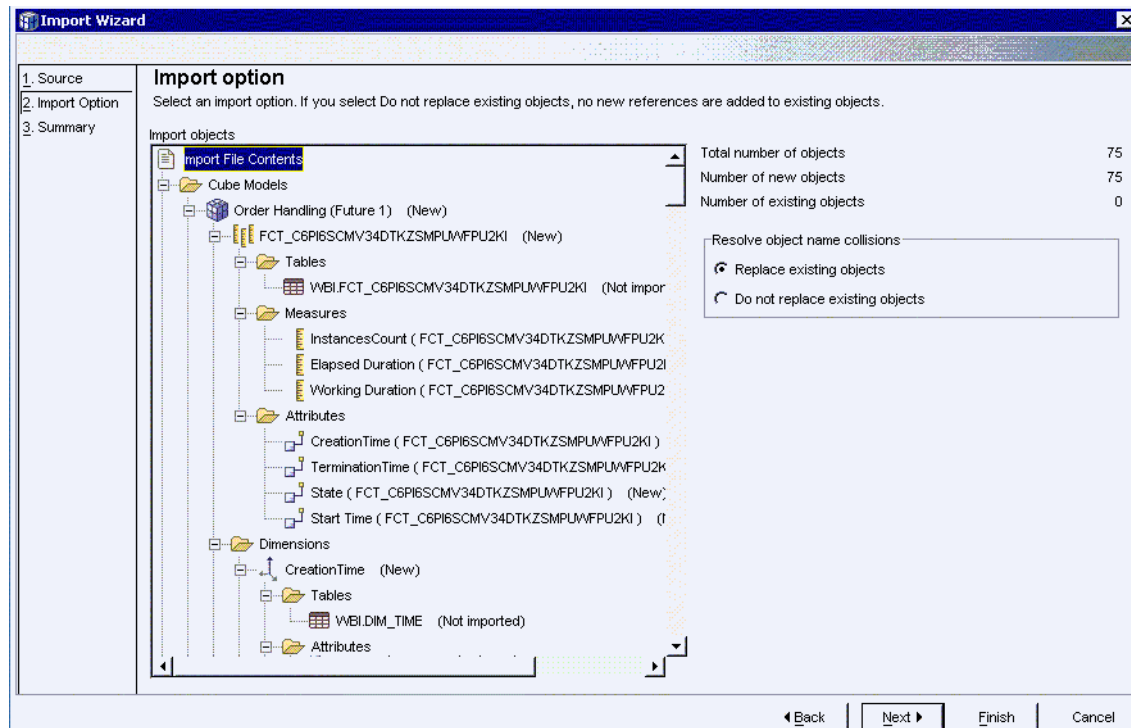 Import Wizard
1. Source
2. Import Option
3. Summary
Import option
Select an import option. If you select Do not replace existing objects, no new references are added to existing objects.
Import objects
Import File Contents
Cube Models
Order Handling (Future 1) (New)
FCT_C6PI6SCMV34DTKZSMPUWFPU2KI (New)
Tables
WBI.FCT_C6PI6SCMV34DTKZSMPUWFPU2KI (Not impor
Measures
InstancesCount ( FCT_C6PI6SCMV34DTKZSMPUWFPU2K
Elapsed Duration ( FCT_C6PI6SCMV34DTKZSMPUWFPU2I
Working Duration ( FCT_C6PI6SCMV34DTKZSMPUWFPU2
Attributes
CreationTime ( FCT_C6PI6SCMV34DTKZSMPUWFPU2KI )
TerminationTime ( FCT_C6PI6SCMV34DTKZSMPUWFPU2K
State ( FCT_C6PI6SCMV34DTKZSMPUWFPU2KI ) (New)
Start Time ( FCT_C6PI6SCMV34DTKZSMPUWFPU2KI )
Dimensions
CreationTime (New)
Tables
WBI.DIM_TIME (Not imported)
Attributes
Total number of objects 75
Number of new objects 75
Number of existing objects 0
Resolve object name collisions
Replace existing objects
Do not replace existing objects
Back Next Finish Cancel